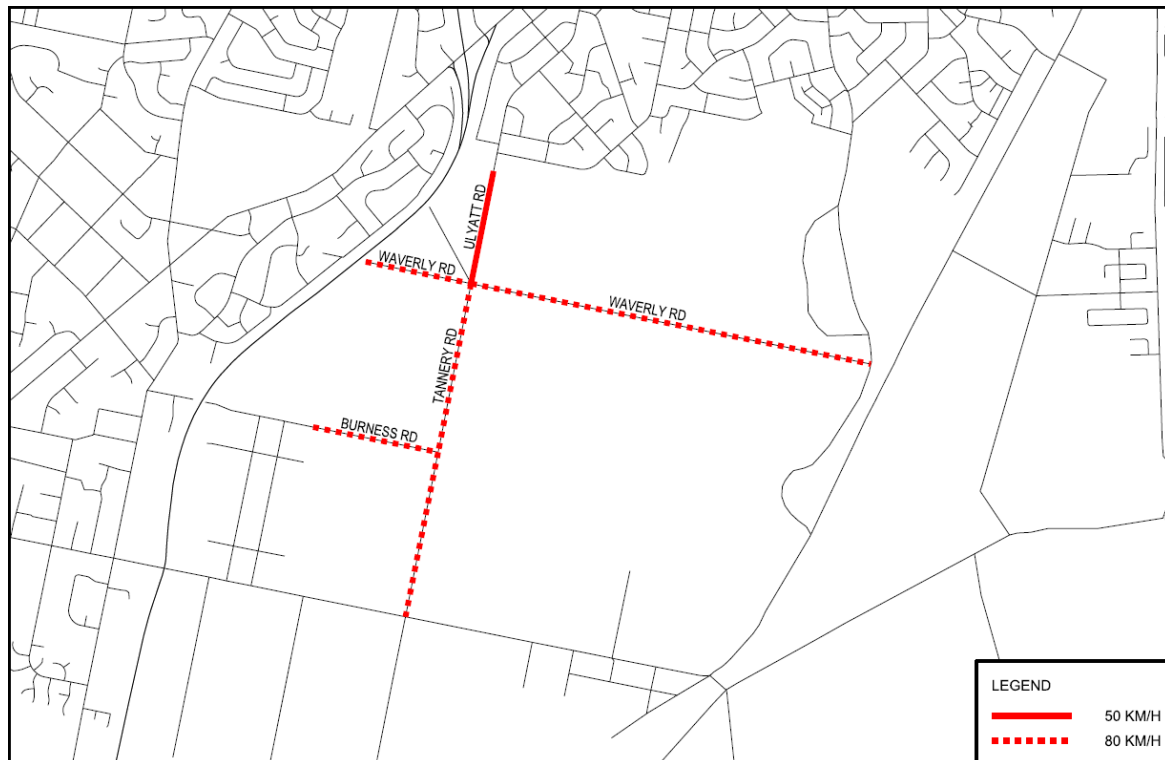 ULYATT RD
WAVERLY RD
WAVERLY RD
TANNERY RD
BURNESS RD
LEGEND
50 KM/H
80 KM/H